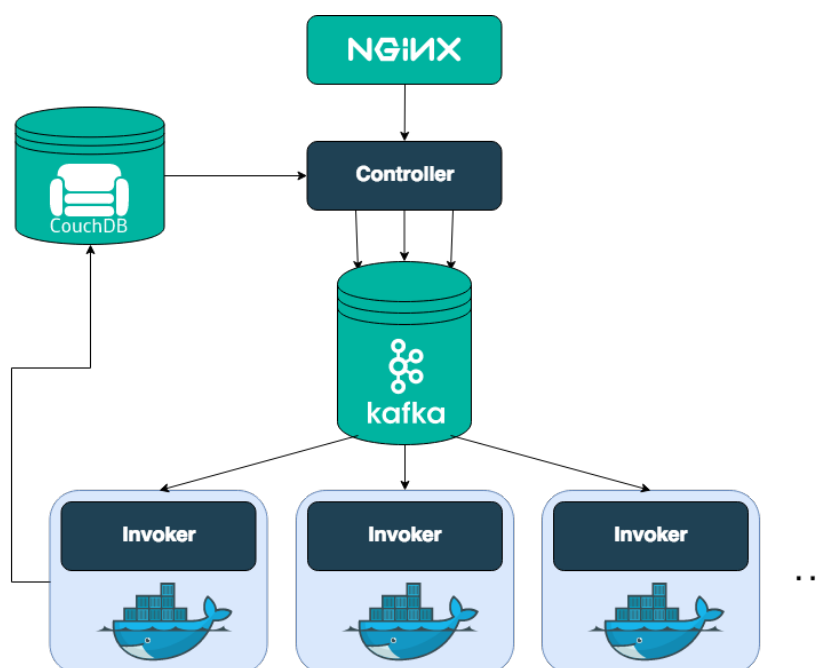 NGiNX
Controller
CouchDB
kafka
Invoker
Invoker
Invoker
..